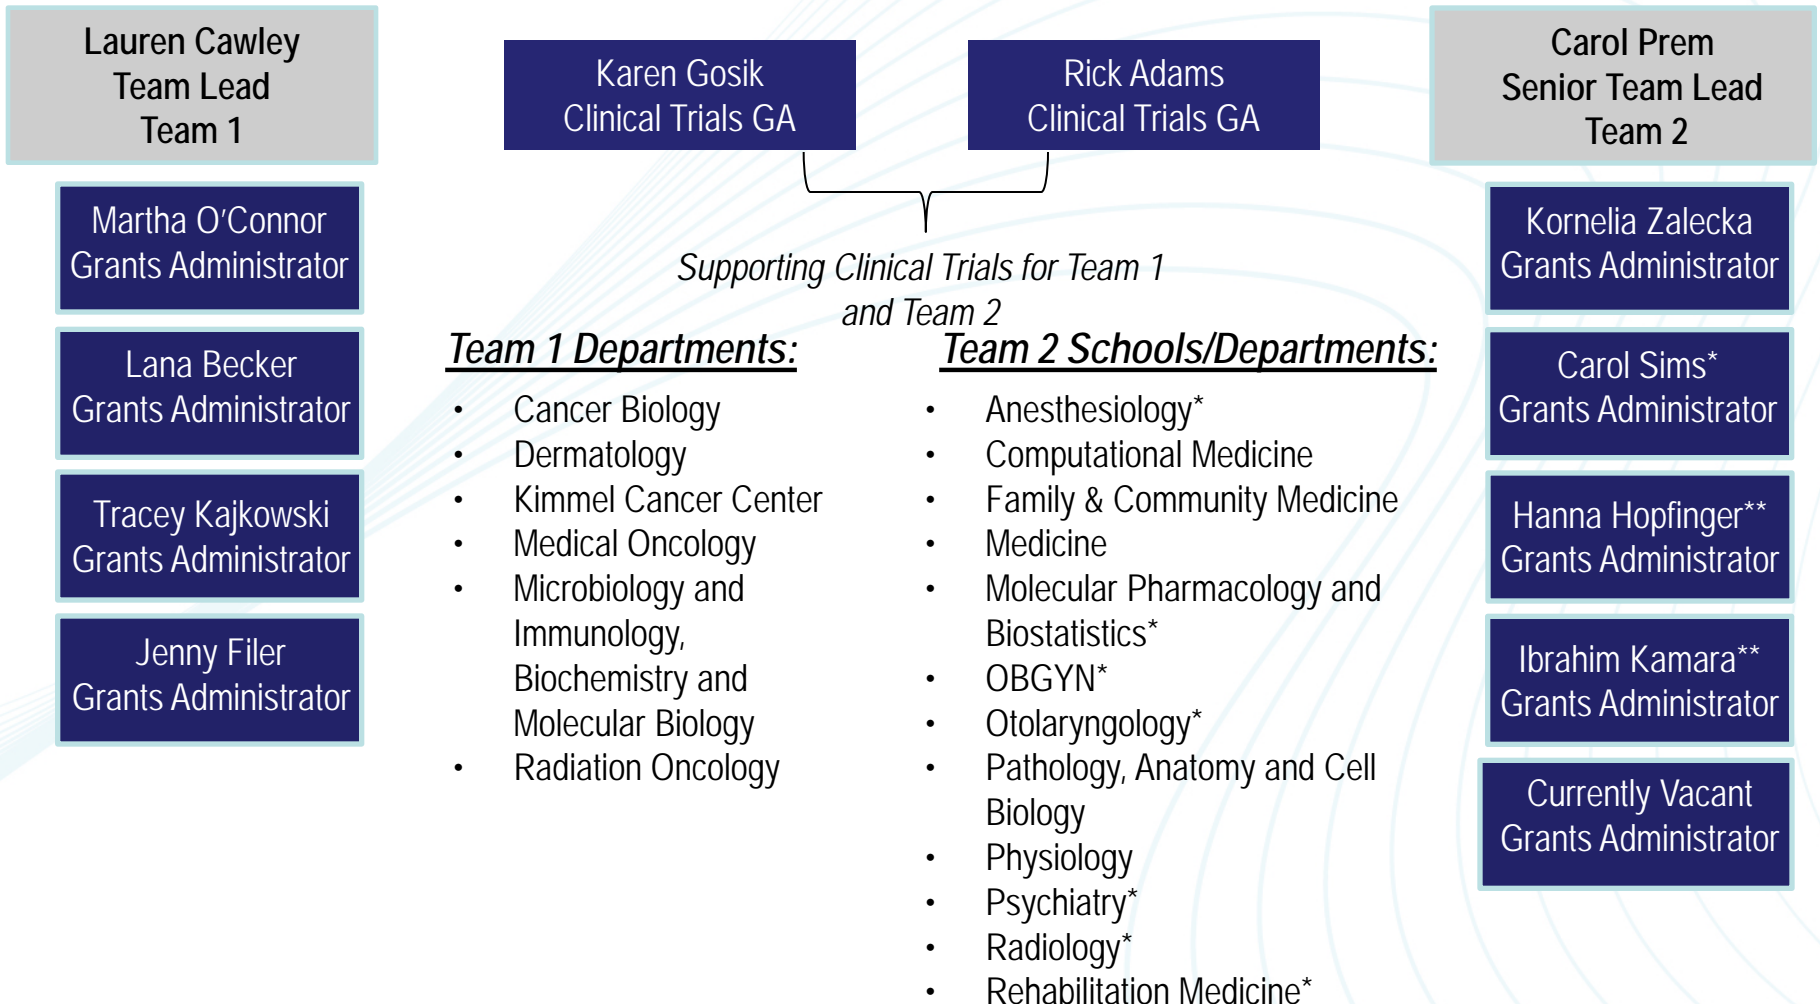 Lauren Cawley
Team Lead
Team 1
Martha O'Connor
Grants Administrator
Lana Becker
Grants Administrator
Tracey Kajkowski
Grants Administrator
Jenny Filer
Grants Administrator
Karen Gosik
Clinical Trials GA
Rick Adams
Clinical Trials GA
Supporting Clinical Trials for Team 1
and Team 2
Team 1 Departments:
• Cancer Biology
• Dermatology
• Kimmel Cancer Center
• Medical Oncology
• Microbiology and
Immunology,
Biochemistry and
Molecular Biology
• Radiation Oncology
Team 2 Schools/Departments:
• Anesthesiology*
• Computational Medicine
• Family & Community Medicine
• Medicine
• Molecular Pharmacology and
Biostatistics*
• OBGYN*
• Otolaryngology*
• Pathology, Anatomy and Cell
Biology
• Physiology
• Psychiatry*
• Radiology*
• Rehabilitation Medicine*
Carol Prem
Senior Team Lead
Team 2
Kornelia Zalecka
Grants Administrator
Carol Sims*
Grants Administrator
Hanna Hopfinger**
Grants Administrator
Ibrahim Kamara**
Grants Administrator
Currently Vacant
Grants Administrator